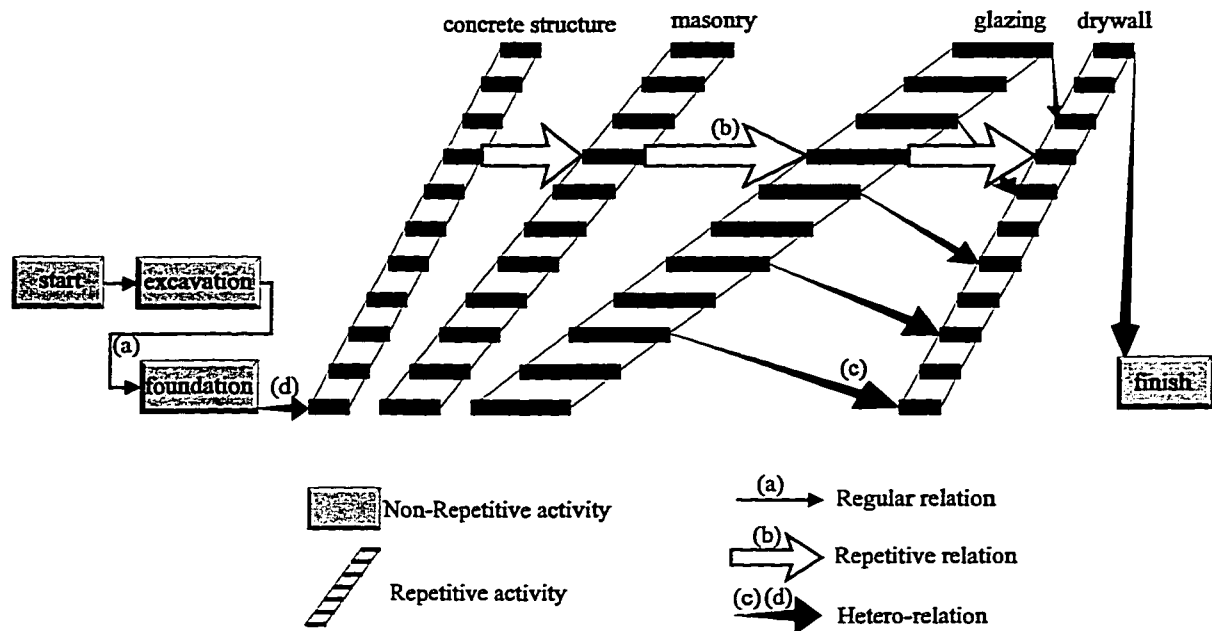 concrete structure
masonry
glazing
drywall
(b)
start
excavation
(a)
foundation
(d)
(c)
finish
Non-Repetitive activity
(a)
Regular relation
(b)
Repetitive relation
Repetitive activity
(c) (d)
Hetero-relation